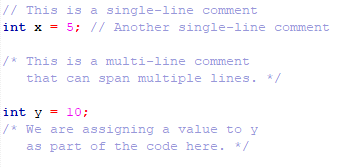 // This is a single-line comment
int x = 5; // Another single-line comment
/* This is a multi-line comment
   that can span multiple lines. */
int y = 10;
/* We are assigning a value to y
   as part of the code here. */